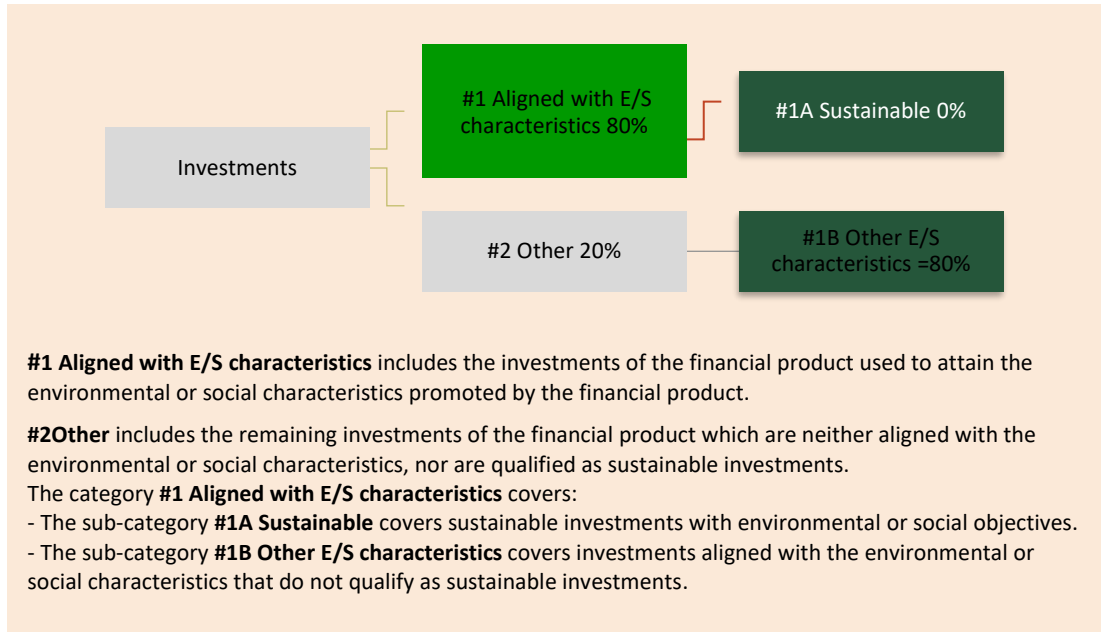 #1 Aligned with E/S
characteristics 80%
#1A Sustainable 0%
Investments
#2 Other 20%
#1B Other E/S
characteristics =80%
#1 Aligned with E/S characteristics includes the investments of the financial product used to attain the
environmental or social characteristics promoted by the financial product.
#2Other includes the remaining investments of the financial product which are neither aligned with the
environmental or social characteristics, nor are qualified as sustainable investments.
The category #1 Aligned with E/S characteristics covers:
- The sub-category #1A Sustainable covers sustainable investments with environmental or social objectives.
- The sub-category #1B Other E/S characteristics covers investments aligned with the environmental or
social characteristics that do not qualify as sustainable investments.